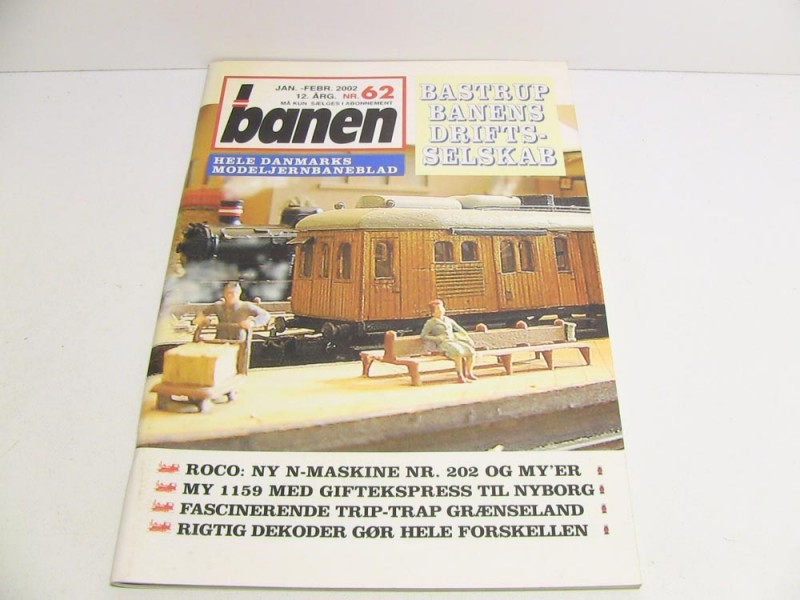 JAN. -FEBR. 2002
12. ÅRG. NR. 62
MÅ KUN SÆLGES I ABONNEMENT
banen
HELE DANMARKS
MODELJERNBANEBLAD
BASTRUP
BANENS
DRIFTS-
SELSKAB
ROCO: NY N-MASKINE NR. 202 OG MY'ER
MY 1159 MED GIFTEKSPRESS TIL NYBORG
FASCINERENDE TRIP-TRAP GRÆNSELAND
RIGTIG DEKODER GØR HELE FORSKELLEN